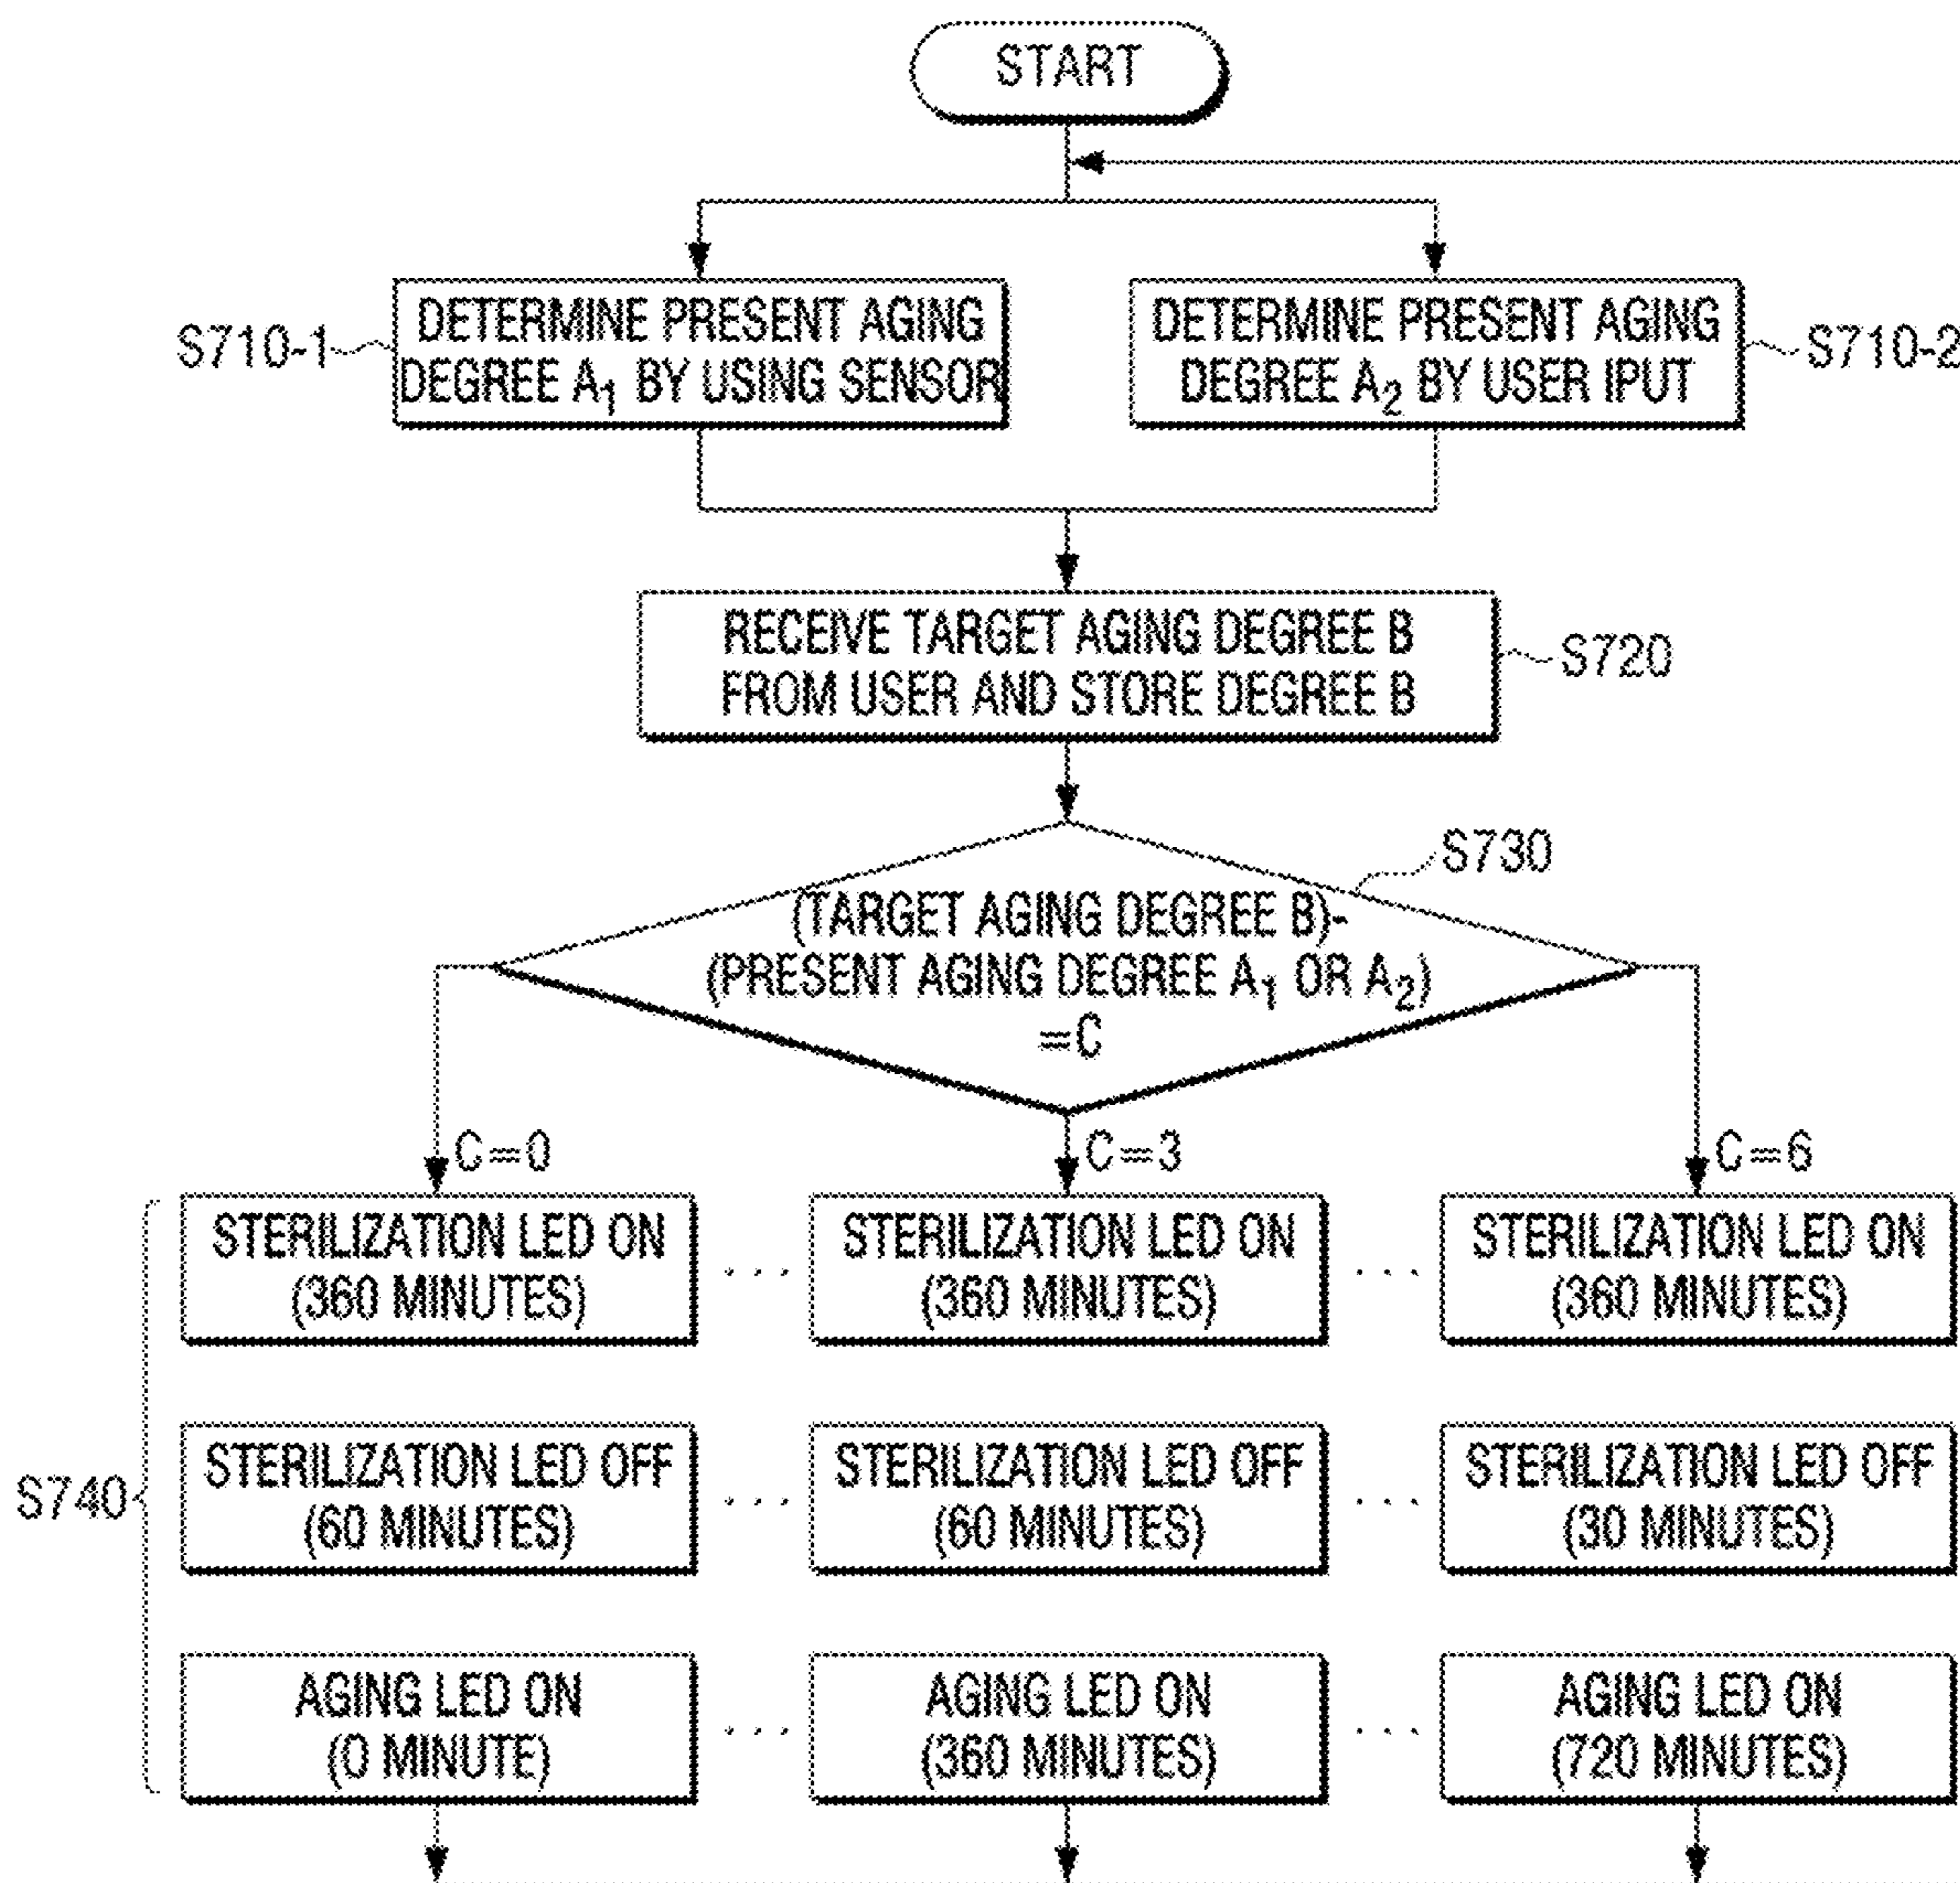 START
S710-1
DETERMINE PRESENT AGING
DEGREE A₁ BY USING SENSOR
DETERMINE PRESENT AGING
DEGREE A₂ BY USER IPUT
S710-2
RECEIVE TARGET AGING DEGREE B
FROM USER AND STORE DEGREE B
S720
S730
(TARGET AGING DEGREE B)-
(PRESENT AGING DEGREE A₁ OR A₂)
=C
C=0
C=3
C=6
S740
STERILIZATION LED ON
(360 MINUTES)
...
STERILIZATION LED ON
(360 MINUTES)
...
STERILIZATION LED ON
(360 MINUTES)
STERILIZATION LED OFF
(60 MINUTES)
...
STERILIZATION LED OFF
(60 MINUTES)
...
STERILIZATION LED OFF
(30 MINUTES)
AGING LED ON
(0 MINUTE)
...
AGING LED ON
(360 MINUTES)
...
AGING LED ON
(720 MINUTES)